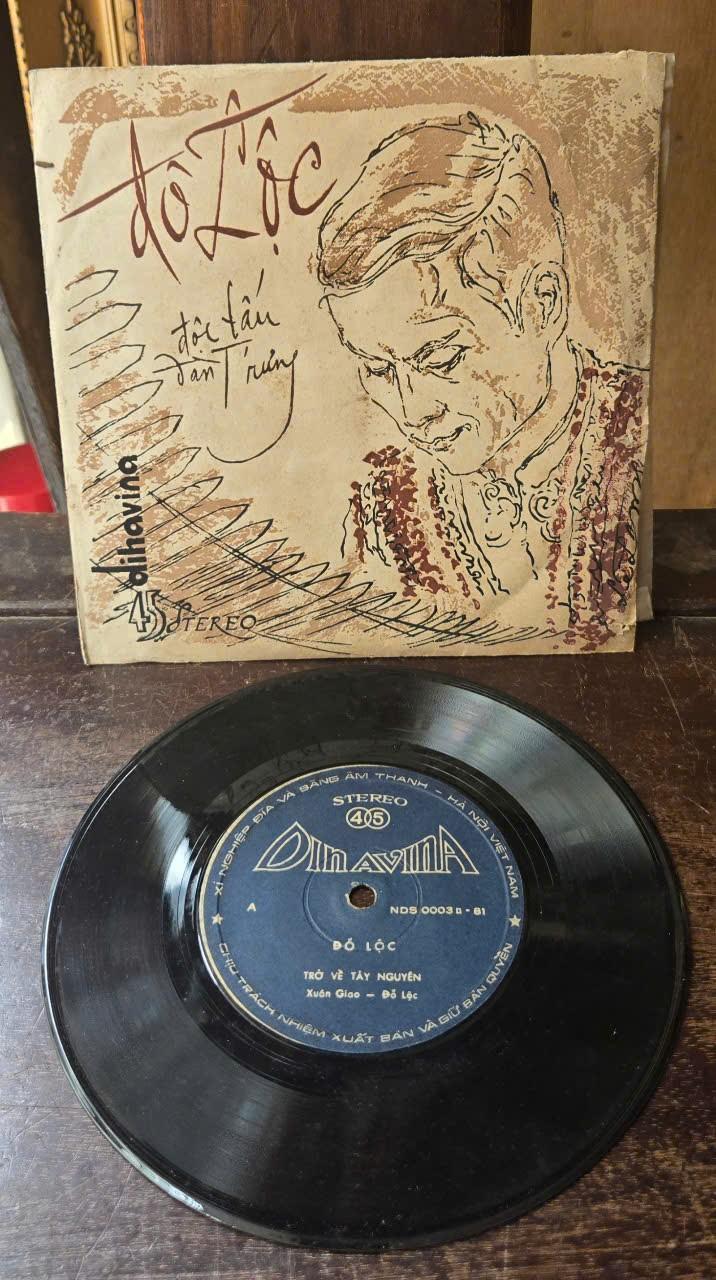 Đỗ Lộc
độc tấu
đàn T'rưng
dihavina
45 STEREO
XÍ NGHIỆP ĐĨA VÀ BĂNG ÂM THANH - HÀ NỘI VIỆT NAM
STEREO
45
DIHAVINA
A
NDS 0003 - 81
ĐỖ LỘC
TRỞ VỀ TÂY NGUYÊN
Xuân Giao - Đỗ Lộc
CHỊU TRÁCH NHIỆM XUẤT BẢN VÀ GIỮ BẢN QUYỀN